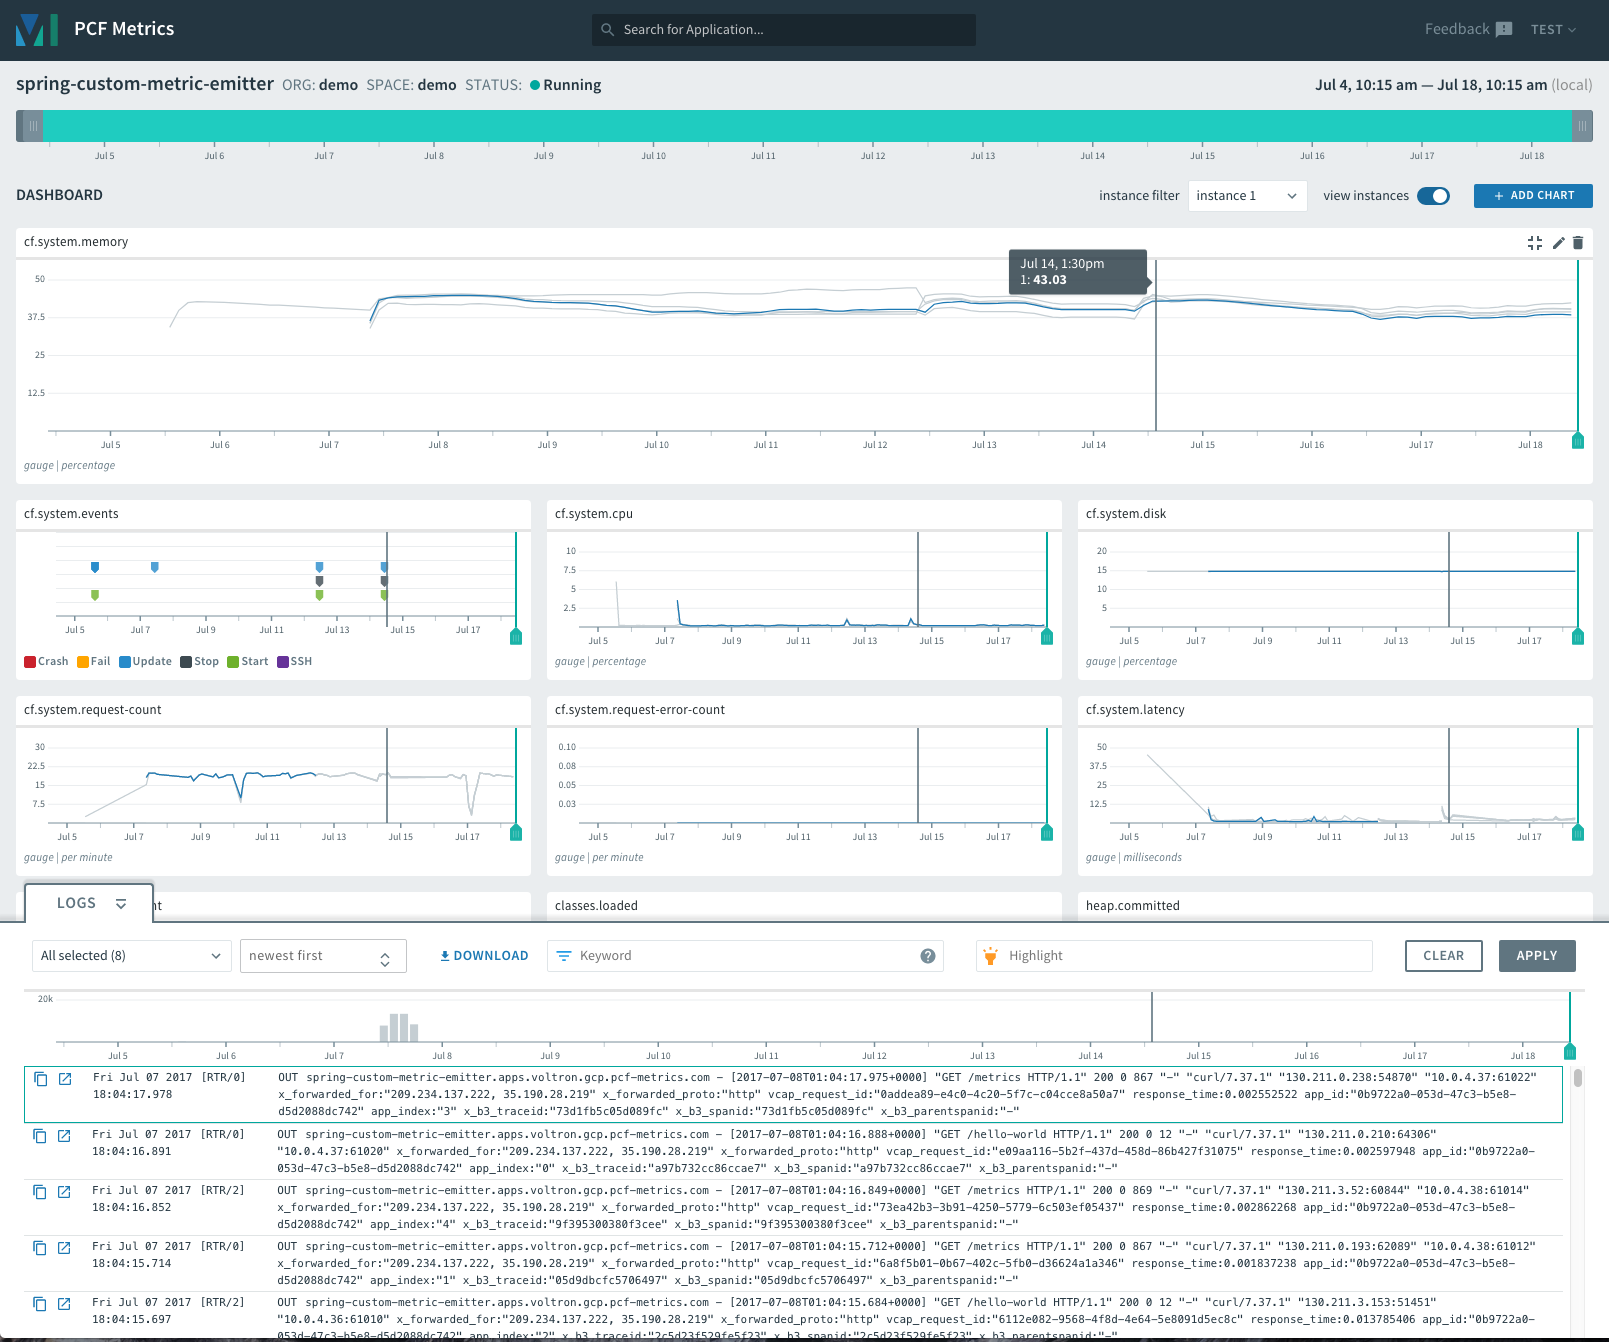 PCF Metrics
Search for Application...
Feedback
TEST
spring-custom-metric-emitter ORG: demo SPACE: demo STATUS: Running
Jul 4, 10:15 am — Jul 18, 10:15 am (local)
Jul 5 Jul 6 Jul 7 Jul 8 Jul 9 Jul 10 Jul 11 Jul 12 Jul 13 Jul 14 Jul 15 Jul 16 Jul 17 Jul 18
DASHBOARD
instance filter instance 1 view instances + ADD CHART
cf.system.memory
Jul 14, 1:30pm
1: 43.03
50
37.5
25
12.5
Jul 5 Jul 6 Jul 7 Jul 8 Jul 9 Jul 10 Jul 11 Jul 12 Jul 13 Jul 14 Jul 15 Jul 16 Jul 17 Jul 18
gauge | percentage
cf.system.events
Jul 5 Jul 7 Jul 9 Jul 11 Jul 13 Jul 15 Jul 17
Crash Fail Update Stop Start SSH
cf.system.cpu
10
7.5
5
2.5
Jul 5 Jul 7 Jul 9 Jul 11 Jul 13 Jul 15 Jul 17
gauge | percentage
cf.system.disk
20
15
10
5
Jul 5 Jul 7 Jul 9 Jul 11 Jul 13 Jul 15 Jul 17
gauge | percentage
cf.system.request-count
30
22.5
15
7.5
Jul 5 Jul 7 Jul 9 Jul 11 Jul 13 Jul 15 Jul 17
gauge | per minute
cf.system.request-error-count
0.10
0.08
0.05
0.03
Jul 5 Jul 7 Jul 9 Jul 11 Jul 13 Jul 15 Jul 17
gauge | per minute
cf.system.latency
50
37.5
25
12.5
Jul 5 Jul 7 Jul 9 Jul 11 Jul 13 Jul 15 Jul 17
gauge | milliseconds
LOGS
classes.loaded
heap.committed
All selected (8) newest first DOWNLOAD Keyword Highlight CLEAR APPLY
20k
Jul 5 Jul 6 Jul 7 Jul 8 Jul 9 Jul 10 Jul 11 Jul 12 Jul 13 Jul 14 Jul 15 Jul 16 Jul 17 Jul 18
Fri Jul 07 2017 [RTR/0] OUT spring-custom-metric-emitter.apps.voltron.gcp.pcf-metrics.com - [2017-07-08T01:04:17.975+0000] "GET /metrics HTTP/1.1" 200 0 867 "-" "curl/7.37.1" "130.211.0.238:54870" "10.0.4.37:61022"
18:04:17.978 x_forwarded_for:"209.234.137.222, 35.190.28.219" x_forwarded_proto:"http" vcap_request_id:"0addea89-e4c0-4c20-5f7c-c04cce8a50a7" response_time:0.002552522 app_id:"0b9722a0-053d-47c3-b5e8-
d5d2088dc742" app_index:"3" x_b3_traceid:"73d1fb5c05d089fc" x_b3_spanid:"73d1fb5c05d089fc" x_b3_parentspanid:"-"
Fri Jul 07 2017 [RTR/0] OUT spring-custom-metric-emitter.apps.voltron.gcp.pcf-metrics.com - [2017-07-08T01:04:16.888+0000] "GET /hello-world HTTP/1.1" 200 0 12 "-" "curl/7.37.1" "130.211.0.210:64306"
18:04:16.891 "10.0.4.37:61020" x_forwarded_for:"209.234.137.222, 35.190.28.219" x_forwarded_proto:"http" vcap_request_id:"e09aa116-5b2f-437d-458d-86b427f31075" response_time:0.002597948 app_id:"0b9722a0-
053d-47c3-b5e8-d5d2088dc742" app_index:"0" x_b3_traceid:"a97b732cc86ccae7" x_b3_spanid:"a97b732cc86ccae7" x_b3_parentspanid:"-"
Fri Jul 07 2017 [RTR/2] OUT spring-custom-metric-emitter.apps.voltron.gcp.pcf-metrics.com - [2017-07-08T01:04:16.849+0000] "GET /metrics HTTP/1.1" 200 0 869 "-" "curl/7.37.1" "130.211.3.52:60844" "10.0.4.38:61014"
18:04:16.852 x_forwarded_for:"209.234.137.222, 35.190.28.219" x_forwarded_proto:"http" vcap_request_id:"73ea42b3-3b91-4250-5779-6c503ef05437" response_time:0.002862268 app_id:"0b9722a0-053d-47c3-b5e8-
d5d2088dc742" app_index:"4" x_b3_traceid:"9f395300380f3cee" x_b3_spanid:"9f395300380f3cee" x_b3_parentspanid:"-"
Fri Jul 07 2017 [RTR/0] OUT spring-custom-metric-emitter.apps.voltron.gcp.pcf-metrics.com - [2017-07-08T01:04:15.712+0000] "GET /metrics HTTP/1.1" 200 0 867 "-" "curl/7.37.1" "130.211.0.193:62089" "10.0.4.38:61012"
18:04:15.714 x_forwarded_for:"209.234.137.222, 35.190.28.219" x_forwarded_proto:"http" vcap_request_id:"6a8f5b01-0b67-402c-5fb0-d36624a1a346" response_time:0.001837238 app_id:"0b9722a0-053d-47c3-b5e8-
d5d2088dc742" app_index:"1" x_b3_traceid:"05d9dbcfc5706497" x_b3_spanid:"05d9dbcfc5706497" x_b3_parentspanid:"-"
Fri Jul 07 2017 [RTR/2] OUT spring-custom-metric-emitter.apps.voltron.gcp.pcf-metrics.com - [2017-07-08T01:04:15.684+0000] "GET /hello-world HTTP/1.1" 200 0 12 "-" "curl/7.37.1" "130.211.3.153:51451"
18:04:15.697 "10.0.4.36:61010" x_forwarded_for:"209.234.137.222, 35.190.28.219" x_forwarded_proto:"http" vcap_request_id:"6112e082-9568-4f8d-4e64-5e8091d5ec8c" response_time:0.013785406 app_id:"0b9722a0-
053d-47c3-b5e8-d5d2088dc742" app_index:"2" x_b3_traceid:"2c5d23f529fe5f23" x_b3_spanid:"2c5d23f529fe5f23" x_b3_parentspanid:"-"